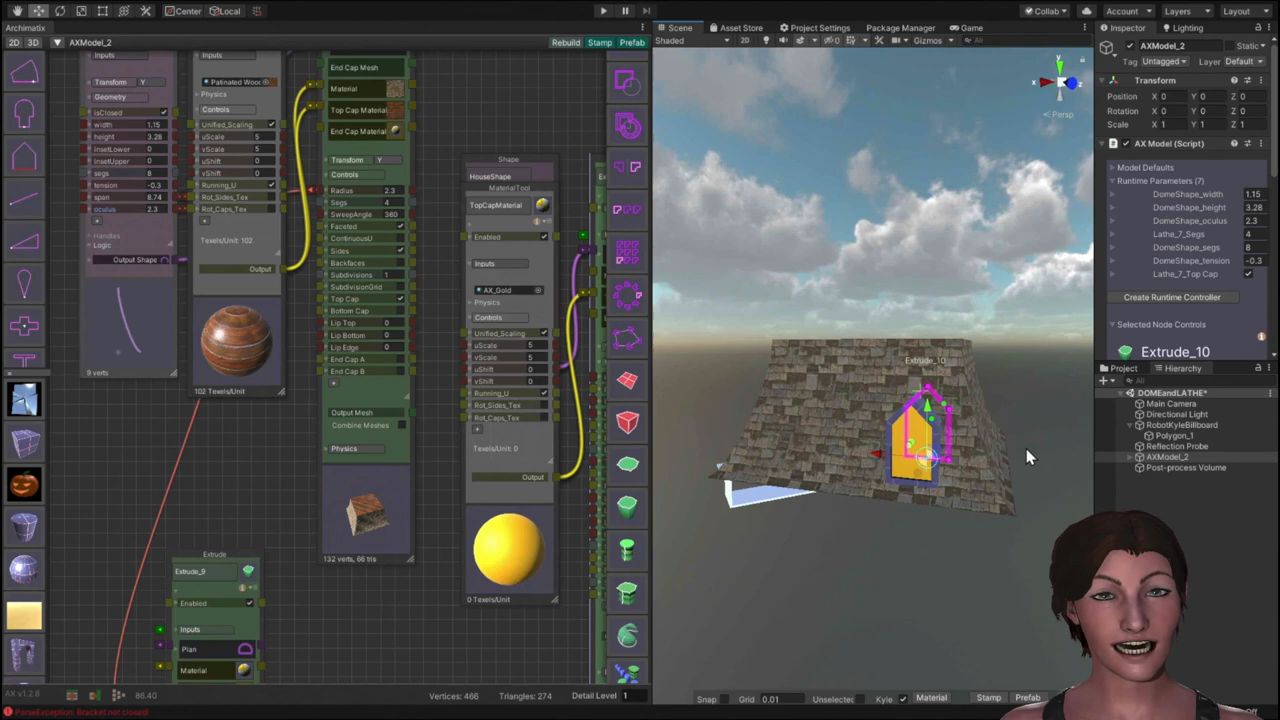 Center Local Collab Account Layers Layout
Archimatix Scene Asset Store Project Settings Package Manager Game Inspector Lighting
2D 3D AXModel_2 Rebuild Stamp Prefab
Shaded 2D 0 Gizmos All
AXModel_2 Static
Tag Untagged Layer Default
Transform
Position X 0 Y 0 Z 0
Rotation X 0 Y 0 Z 0
Scale X 1 Y 1 Z 1
AX Model (Script)
Model Defaults
Runtime Parameters (7)
DomeShape_width 1.15
DomeShape_height 3.28
DomeShape_oculus 2.3
Lathe_7_Segs 4
DomeShape_segs 8
DomeShape_tension -0.3
Lathe_7_Top Cap
Create Runtime Controller
Selected Node Controls
Extrude_10
Project Hierarchy
All
DOMEandLATHE*
Main Camera
Directional Light
RobotKyleBillboard
Polygon_1
Reflection Probe
AXModel_2
Post-process Volume
Inputs
Transform Y
Geometry
isClosed
width 1.15
height 3.28
insetLower 0
insetUpper 0
segs 8
tension -0.3
span 8.74
oculus 2.3
Handles
Logic
Output Shape
9 verts
Inputs
Patinated Wood
Physics
Controls
Unified_Scaling
uScale 5
vScale 5
uShift 0
vShift 0
Running_U
Rot_Sides_Tex
Rot_Caps_Tex
Texels/Unit: 102
Output
102 Texels/Unit
End Cap Mesh
Material
Top Cap Material
End Cap Material
Transform Y
Controls
Radius 2.3
Segs 4
SweepAngle 360
Faceted
ContinuousU
Sides
Backfaces
Subdivisions 1
SubdivisionGrid
Top Cap
Bottom Cap
Lip Top 0
Lip Bottom 0
Lip Edge 0
End Cap A
End Cap B
Output Mesh
Combine Meshes
Physics
132 verts, 66 tris
Shape
HouseShape
MaterialTool
TopCapMaterial
Enabled
Inputs
AX_Gold
Physics
Controls
Unified_Scaling
uScale 5
vScale 5
uShift 0
vShift 0
Running_U
Rot_Sides_Tex
Rot_Caps_Tex
Texels/Unit: 0
Output
0 Texels/Unit
Extrude
Extrude_9
Enabled
Inputs
Plan
Material
Persp
Extrude_10
AX v1.2.8 88.40 Vertices: 466 Triangles: 274 Detail Level 1
Snap Grid 0.01 Unselected Kyle Material Stamp Prefab
ParseException: Bracket not closed! Off